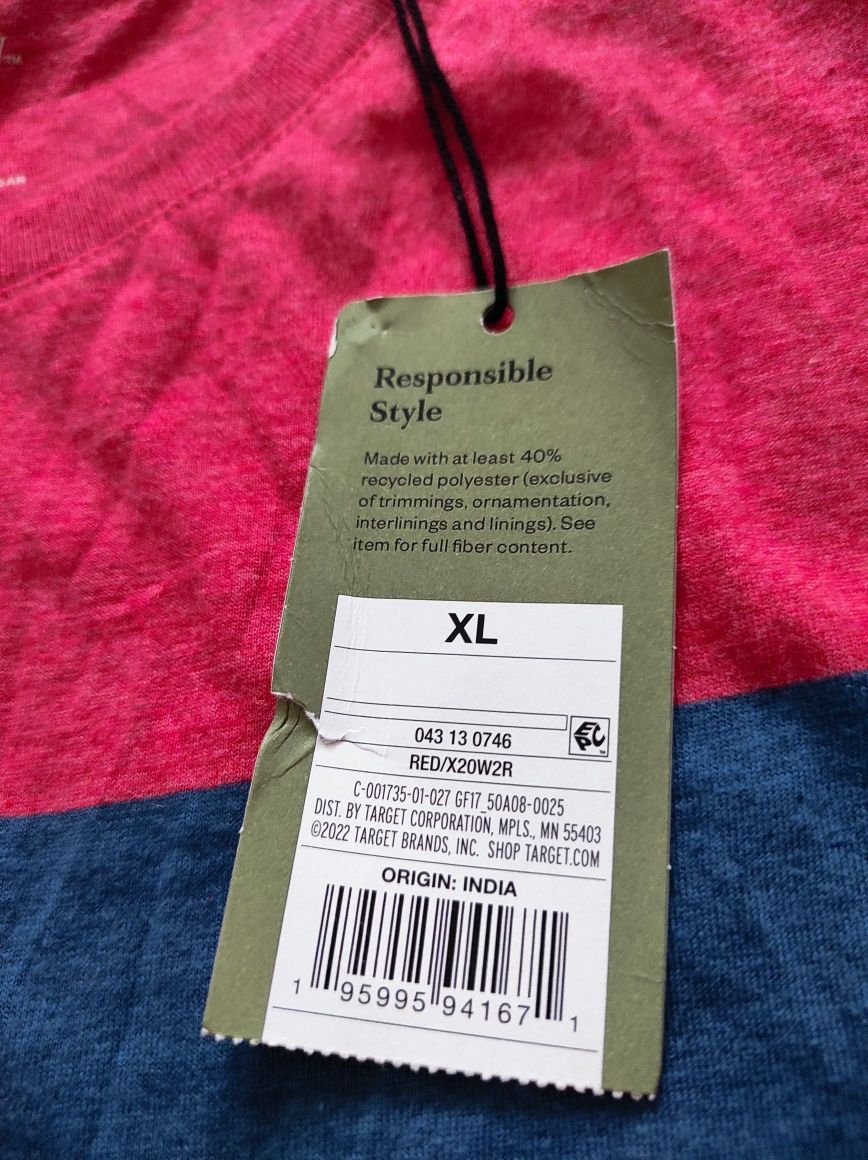 Responsible
Style
Made with at least 40%
recycled polyester (exclusive
of trimmings, ornamentation,
interlinings and linings). See
item for full fiber content.
XL
043 13 0746
EPC
RED/X20W2R
C-001735-01-027 GF17_50A08-0025
DIST. BY TARGET CORPORATION, MPLS., MN 55403
©2022 TARGET BRANDS, INC. SHOP TARGET.COM
ORIGIN: INDIA
1 95995 94167 1